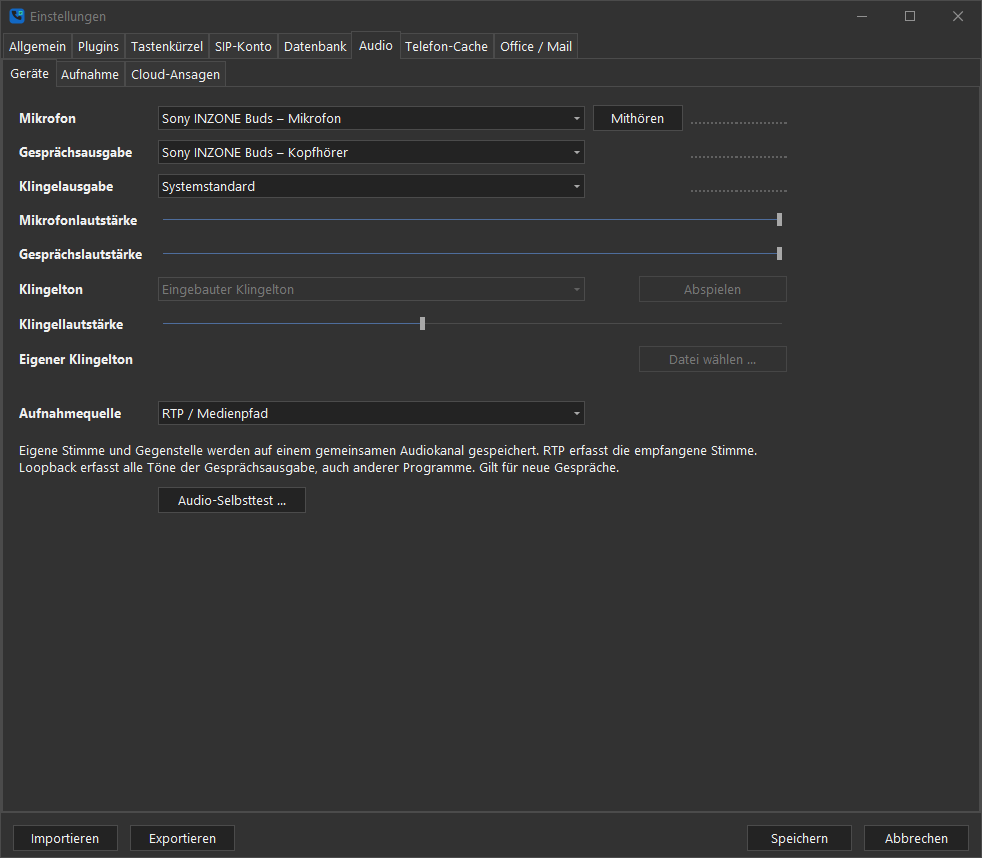 Einstellungen
Allgemein Plugins Tastenkürzel SIP-Konto Datenbank Audio Telefon-Cache Office / Mail
Geräte Aufnahme Cloud-Ansagen
Mikrofon Sony INZONE Buds – Mikrofon Mithören
Gesprächsausgabe Sony INZONE Buds – Kopfhörer
Klingelausgabe Systemstandard
Mikrofonlautstärke
Gesprächslautstärke
Klingelton Eingebauter Klingelton Abspielen
Klingellautstärke
Eigener Klingelton Datei wählen ...
Aufnahmequelle RTP / Medienpfad
Eigene Stimme und Gegenstelle werden auf einem gemeinsamen Audiokanal gespeichert. RTP erfasst die empfangene Stimme.
Loopback erfasst alle Töne der Gesprächsausgabe, auch anderer Programme. Gilt für neue Gespräche.
Audio-Selbsttest ...
Importieren Exportieren Speichern Abbrechen